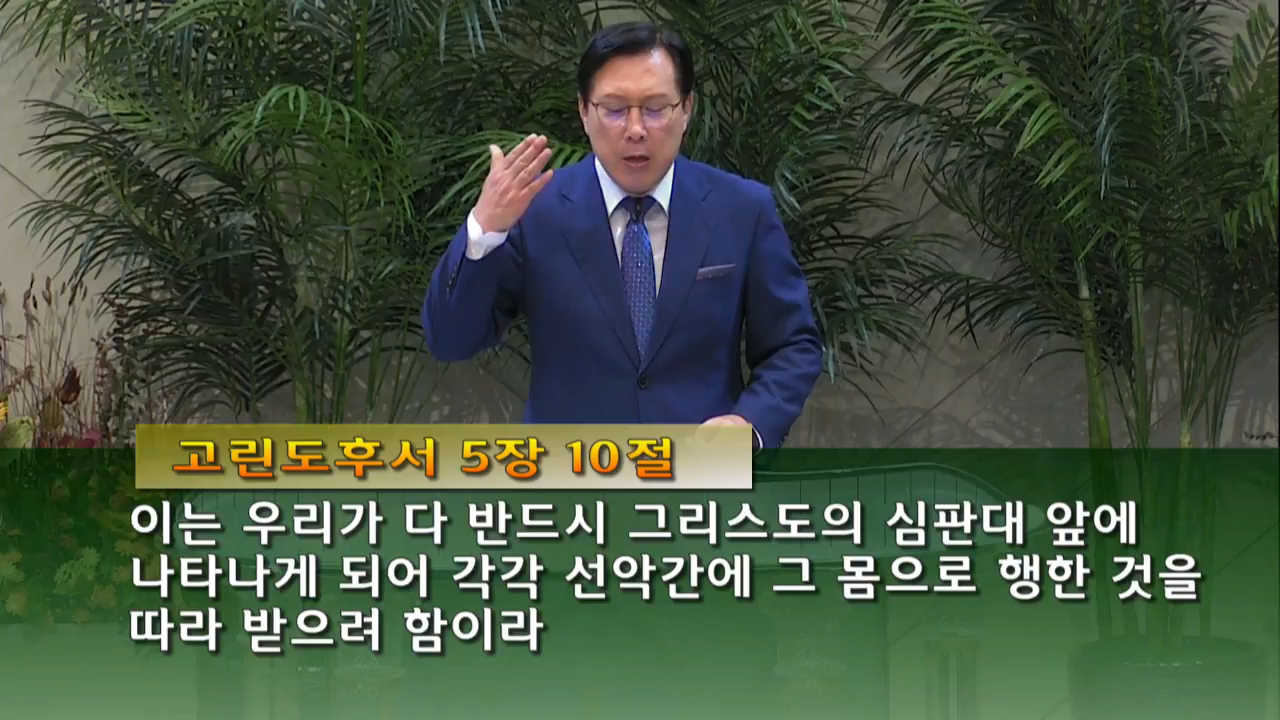 고린도후서 5장 10절
이는 우리가 다 반드시 그리스도의 심판대 앞에
나타나게 되어 각각 선악간에 그 몸으로 행한 것을
따라 받으려 함이라